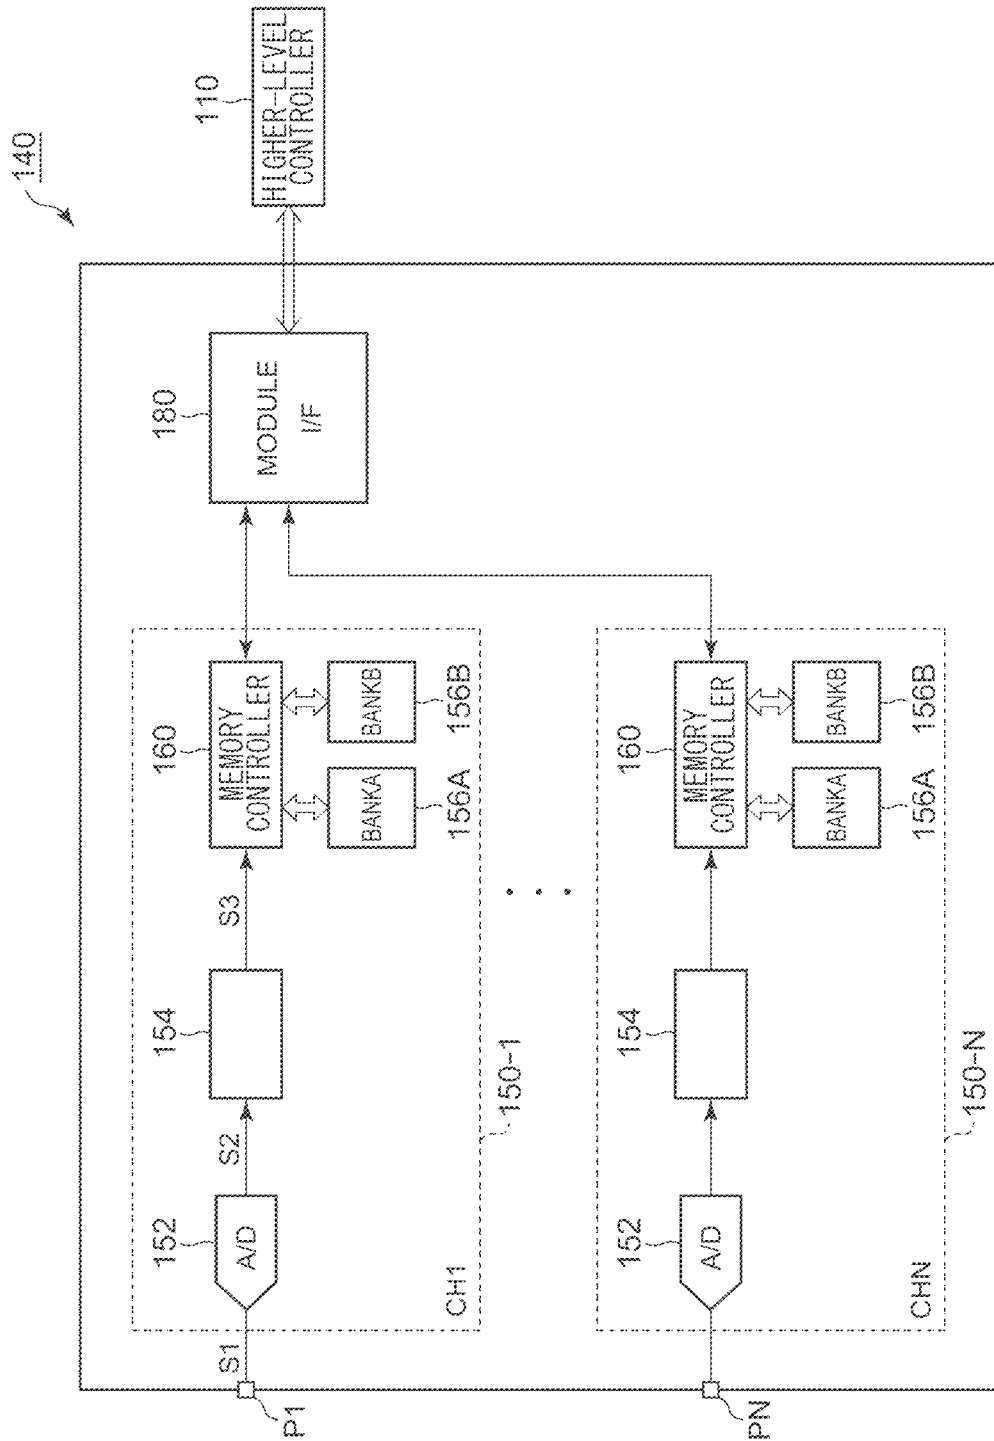 140
110
HIGHER-LEVEL
CONTROLLER
180
MODULE
I/F
P1
S1
152
A/D
S2
154
S3
160
MEMORY
CONTROLLER
BANKA
156A
BANKB
156B
CH1
150-1
PN
152
A/D
154
160
MEMORY
CONTROLLER
BANKA
156A
BANKB
156B
CHN
150-N